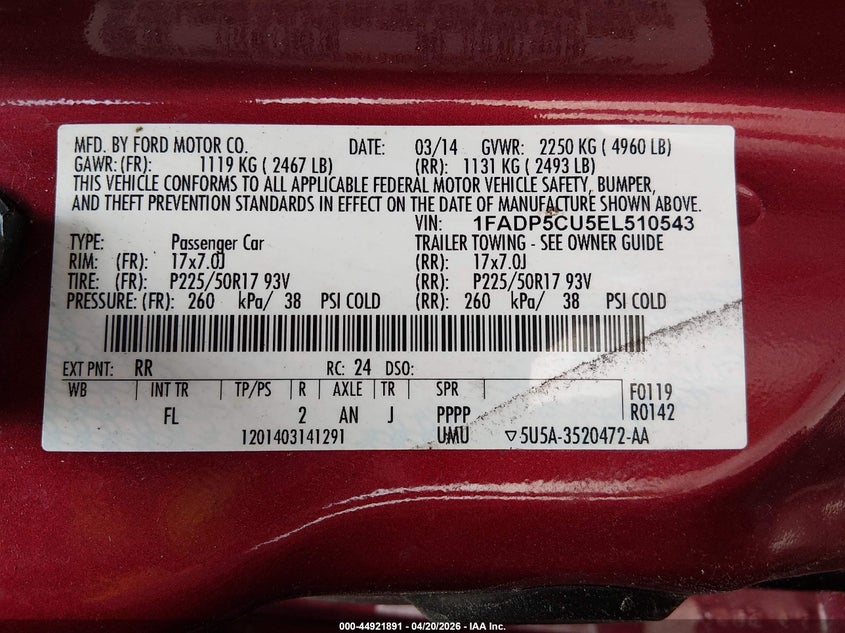 MFD. BY FORD MOTOR CO. DATE: 03/14 GVWR: 2250 KG ( 4960 LB)
GAWR: (FR): 1119 KG ( 2467 LB) (RR): 1131 KG ( 2493 LB)
THIS VEHICLE CONFORMS TO ALL APPLICABLE FEDERAL MOTOR VEHICLE SAFETY, BUMPER,
AND THEFT PREVENTION STANDARDS IN EFFECT ON THE DATE OF MANUFACTURE SHOWN ABOVE.
VIN: 1FADP5CU5EL510543
TYPE: Passenger Car TRAILER TOWING - SEE OWNER GUIDE
RIM: (FR): 17x7.0J (RR): 17x7.0J
TIRE: (FR): P225/50R17 93V (RR): P225/50R17 93V
PRESSURE: (FR): 260 kPa/ 38 PSI COLD (RR): 260 kPa/ 38 PSI COLD
EXT PNT: RR RC: 24 DSO:
WB INT TR TP/PS R AXLE TR SPR F0119
FL 2 AN J PPPP R0142
1201403141291 UMU ▽5U5A-3520472-AA
000-44921891 - 04/20/2026 - IAA Inc.